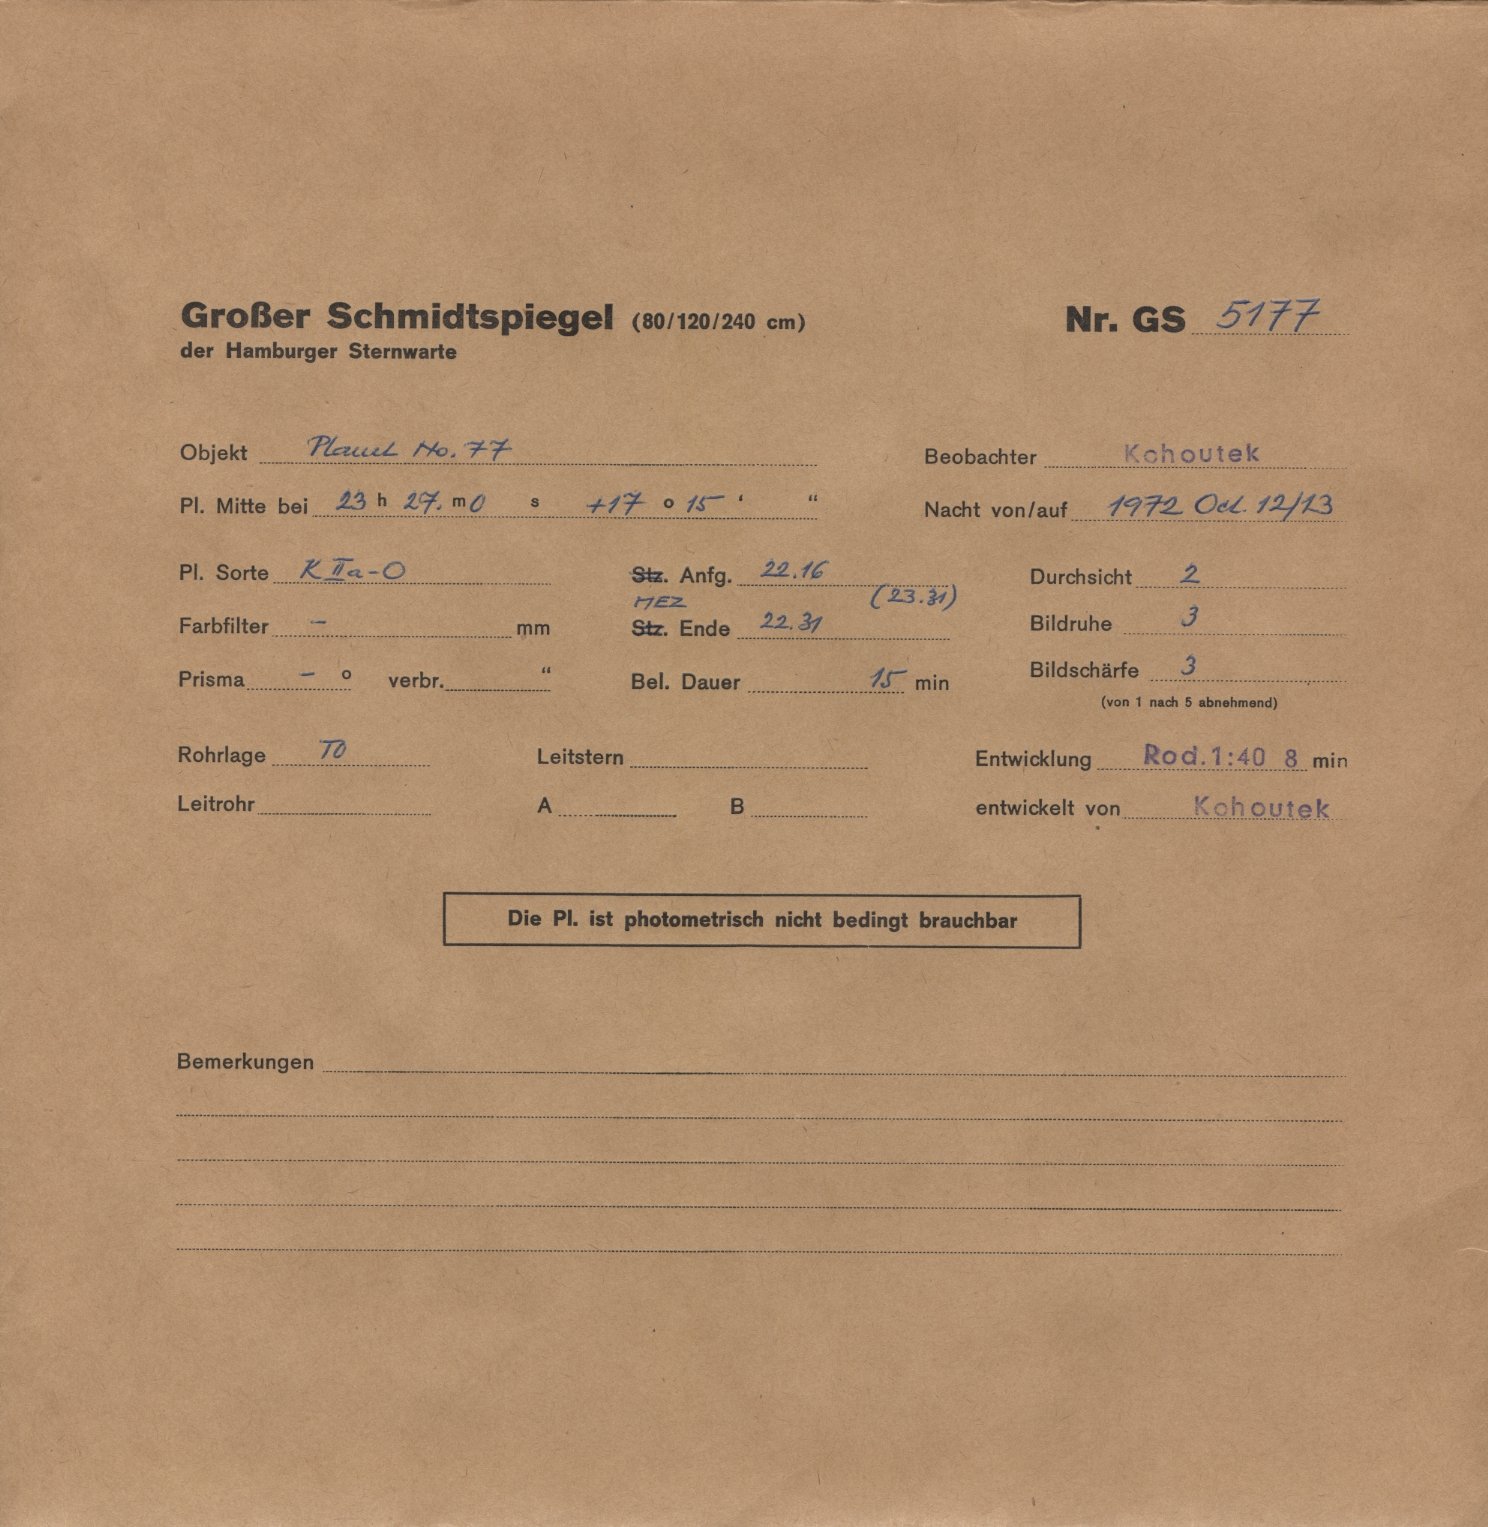 Großer Schmidtspiegel (80/120/240 cm) Nr. GS 5177
der Hamburger Sternwarte
Objekt Planet No. 77 Beobachter Kohoutek
Pl. Mitte bei 23 h 27. m 0 s +17 o 15 ‘ “ Nacht von/auf 1972 Oct. 12/13
Pl. Sorte K IIa-O Stz. Anfg. 22.16 Durchsicht 2
MEZ (23.31)
Farbfilter – mm Stz. Ende 22.31 Bildruhe 3
Prisma – o verbr. “ Bel. Dauer 15 min Bildschärfe 3
(von 1 nach 5 abnehmend)
Rohrlage TO Leitstern Entwicklung Rod.1:40 8 min
Leitrohr A B entwickelt von Kohoutek
Die Pl. ist photometrisch nicht bedingt brauchbar
Bemerkungen